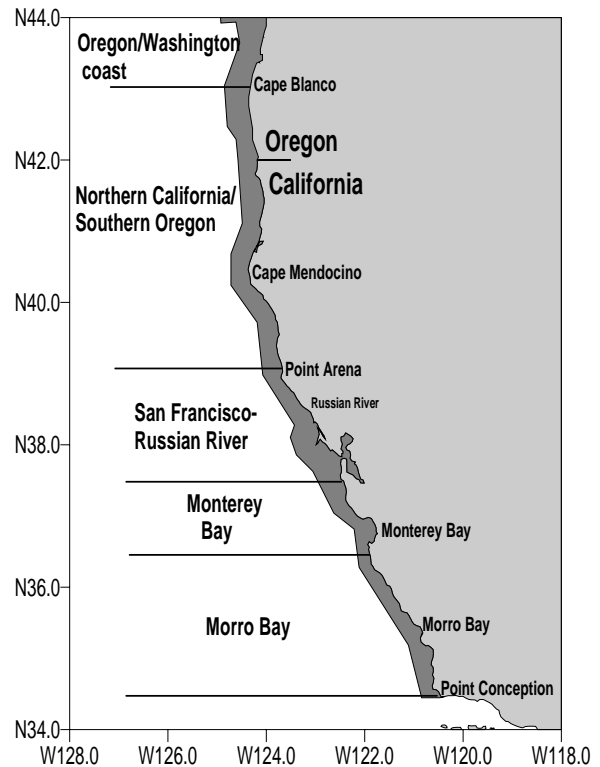 N44.0
Oregon/Washington
coast
Cape Blanco
Oregon
N42.0
California
Northern California/
Southern Oregon
Cape Mendocino
N40.0
Point Arena
Russian River
San Francisco-
Russian River
N38.0
Monterey
Bay
Monterey Bay
N36.0
Morro Bay
Morro Bay
Point Conception
N34.0
W128.0 W126.0 W124.0 W122.0 W120.0 W118.0